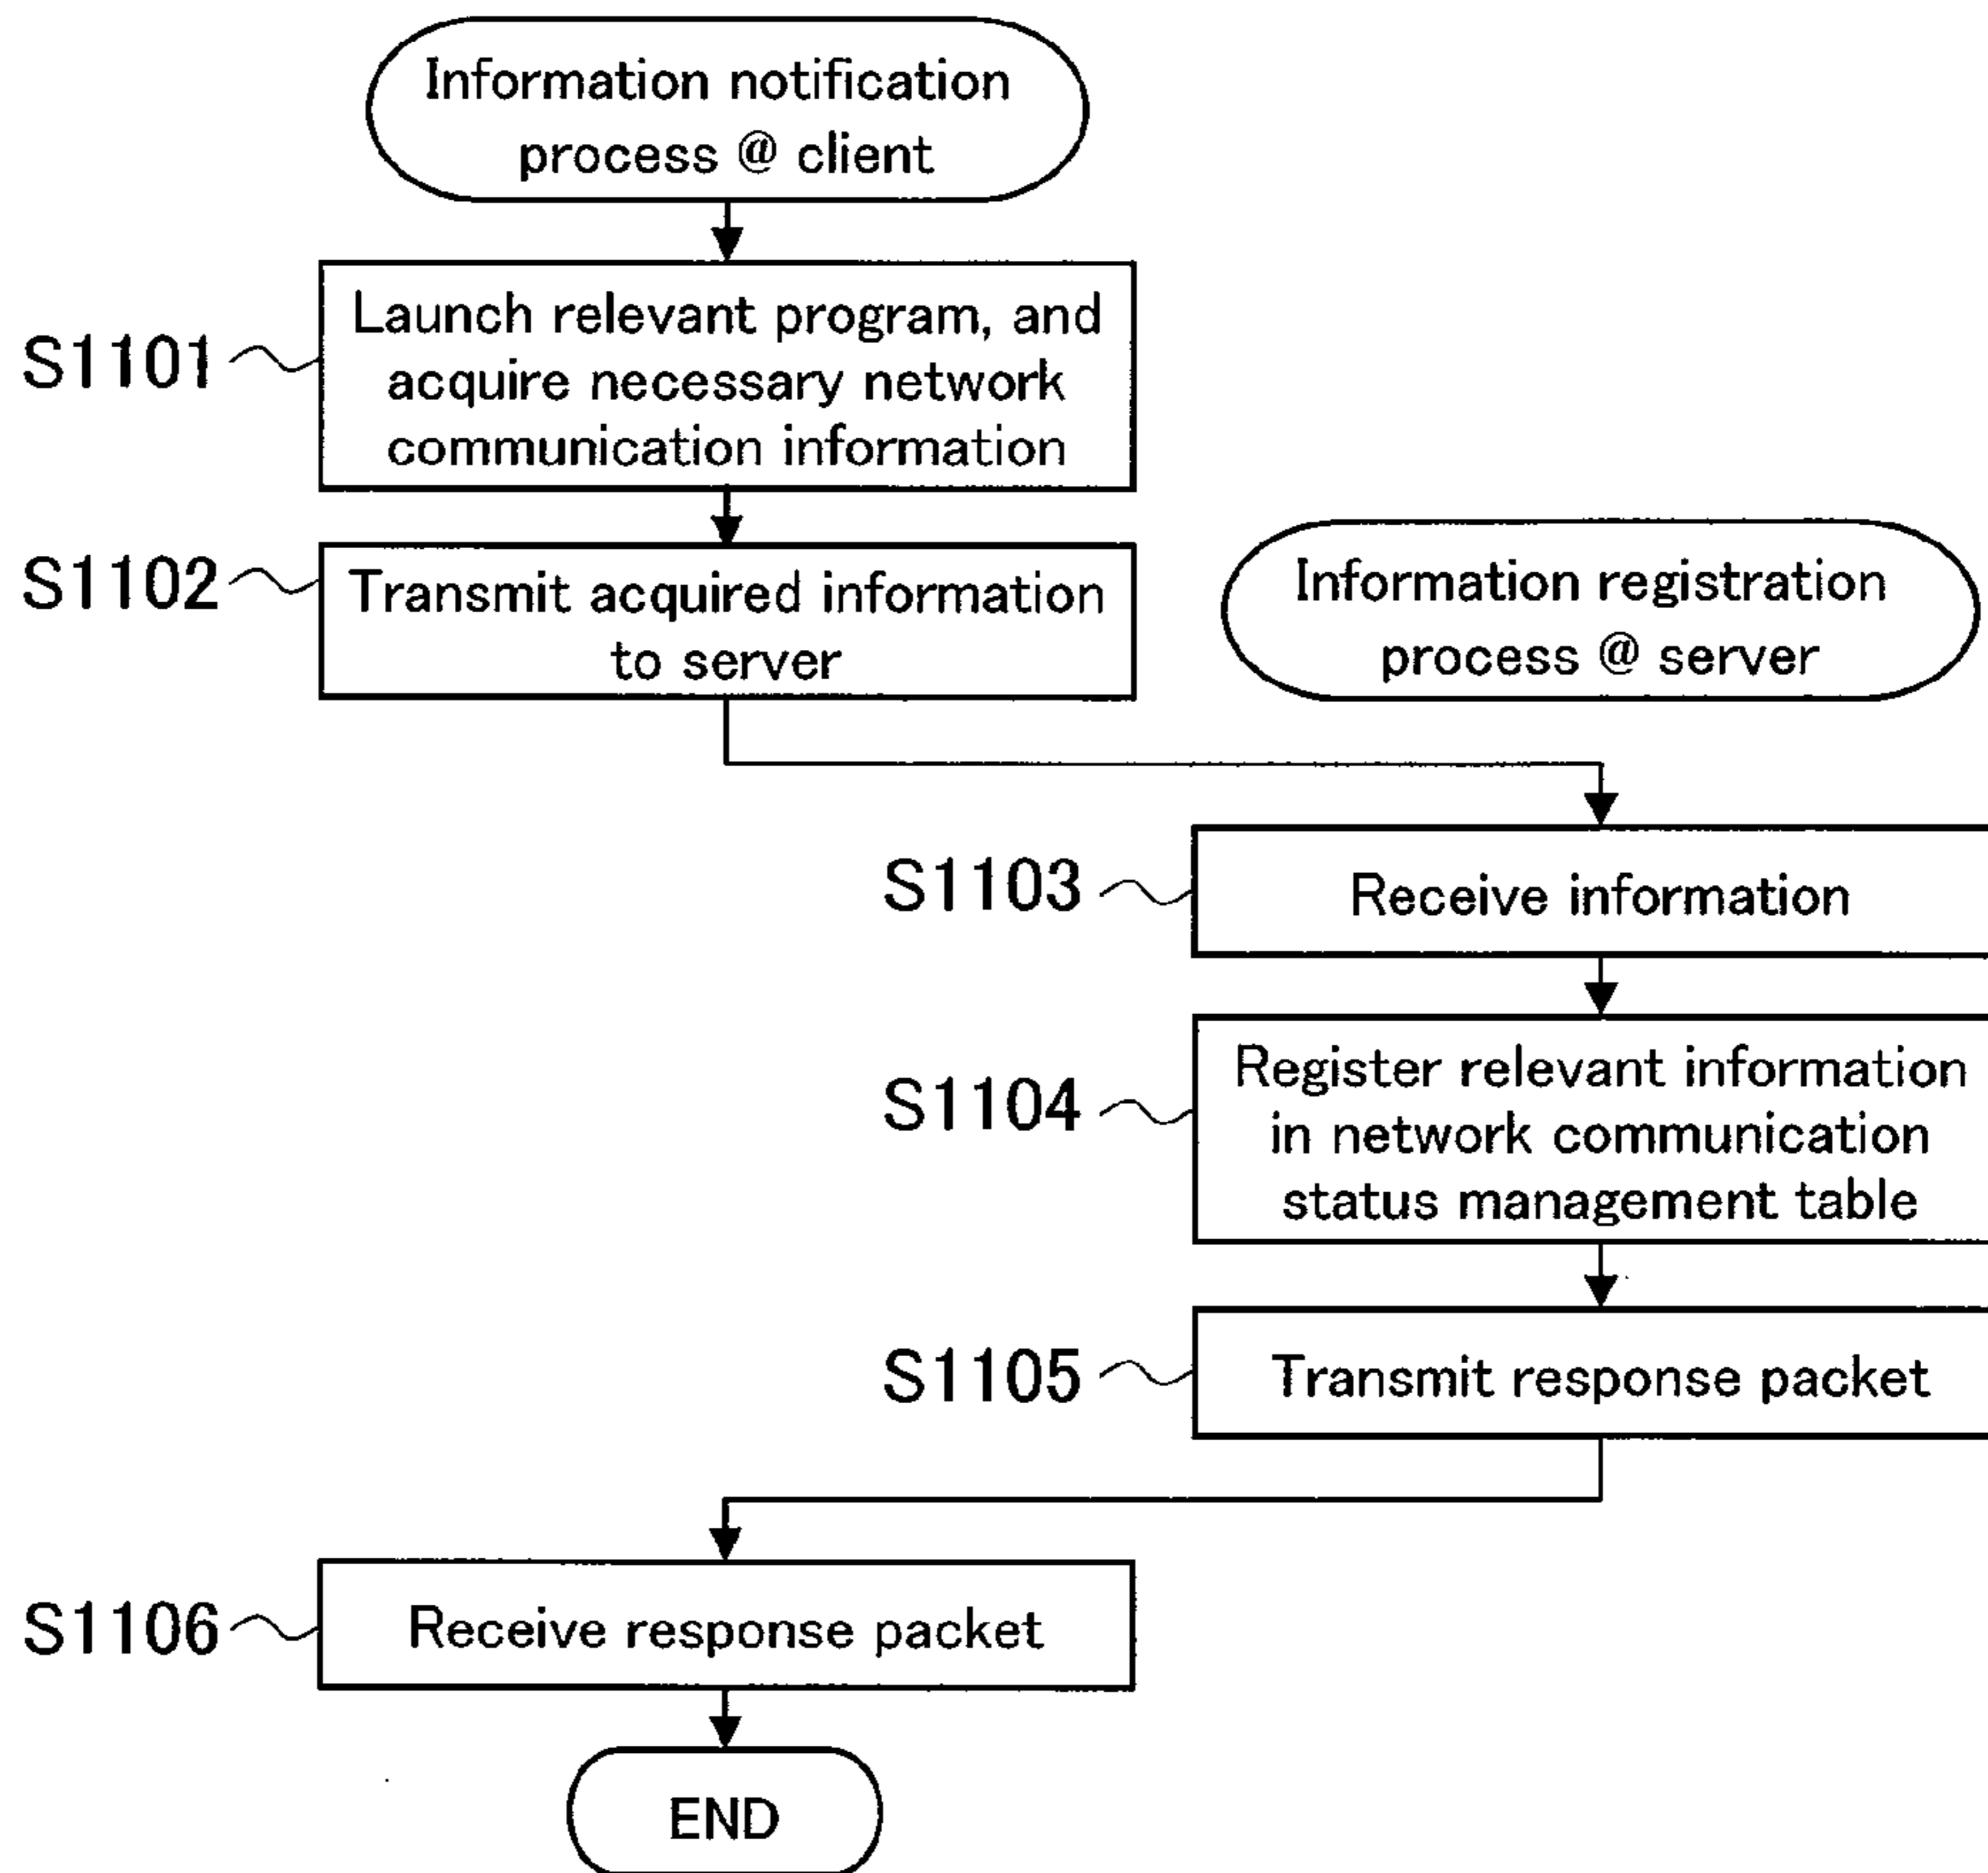 Information notification
process @ client
S1101
Launch relevant program, and
acquire necessary network
communication information
S1102
Transmit acquired information
to server
Information registration
process @ server
S1103
Receive information
S1104
Register relevant information
in network communication
status management table
S1105
Transmit response packet
S1106
Receive response packet
END